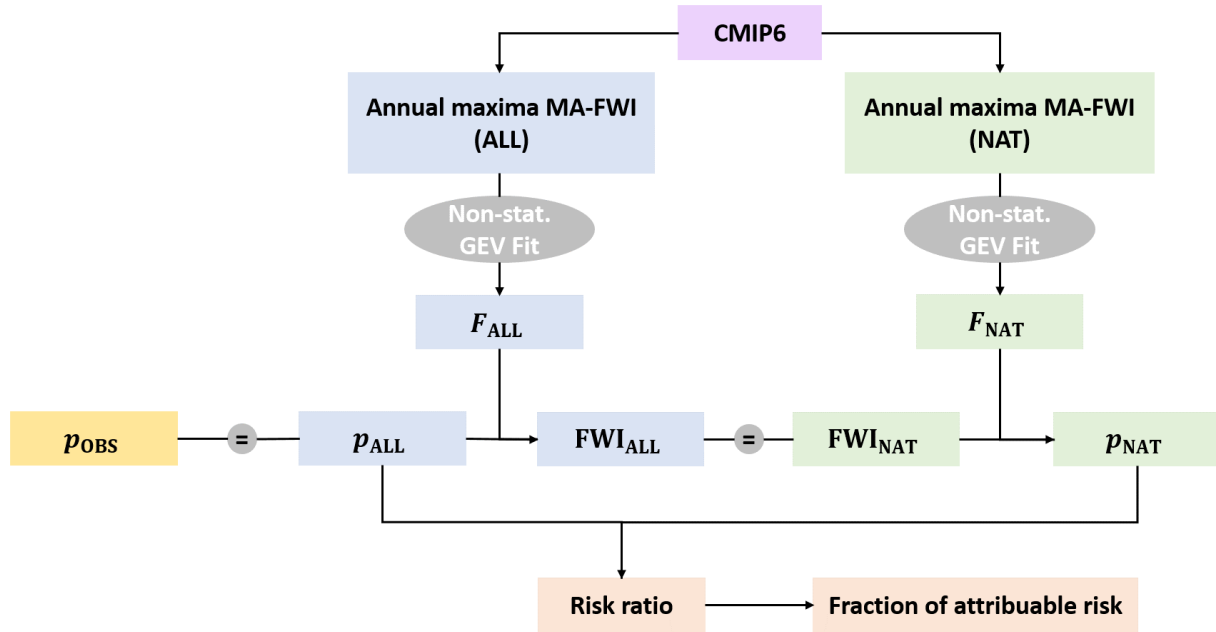 CMIP6
Annual maxima MA-FWI
(ALL)
Annual maxima MA-FWI
(NAT)
Non-stat.
GEV Fit
Non-stat.
GEV Fit
F_ALL
F_NAT
p_OBS
=
p_ALL
FWI_ALL
=
FWI_NAT
p_NAT
Risk ratio
Fraction of attribuable risk